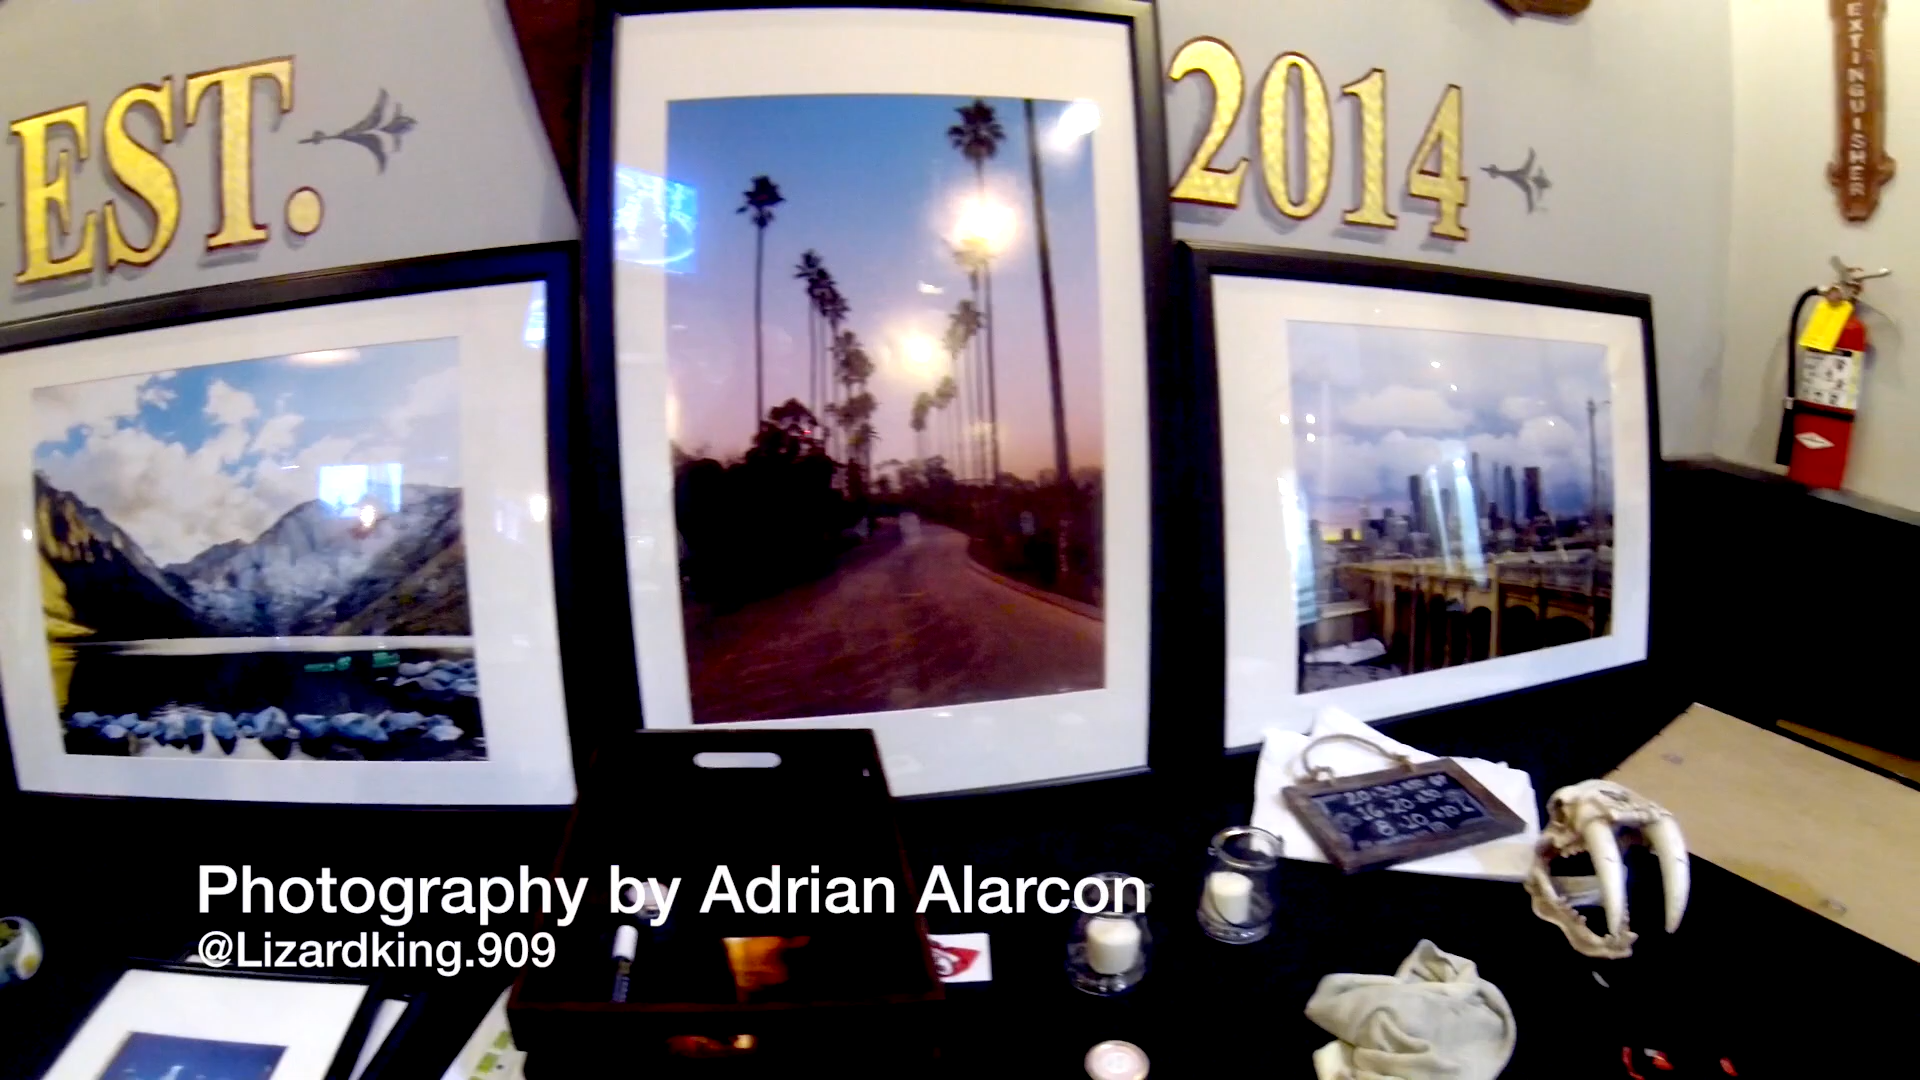 EST.
2014
EXTINGUISHER
Photography by Adrian Alarcon
@Lizardking.909